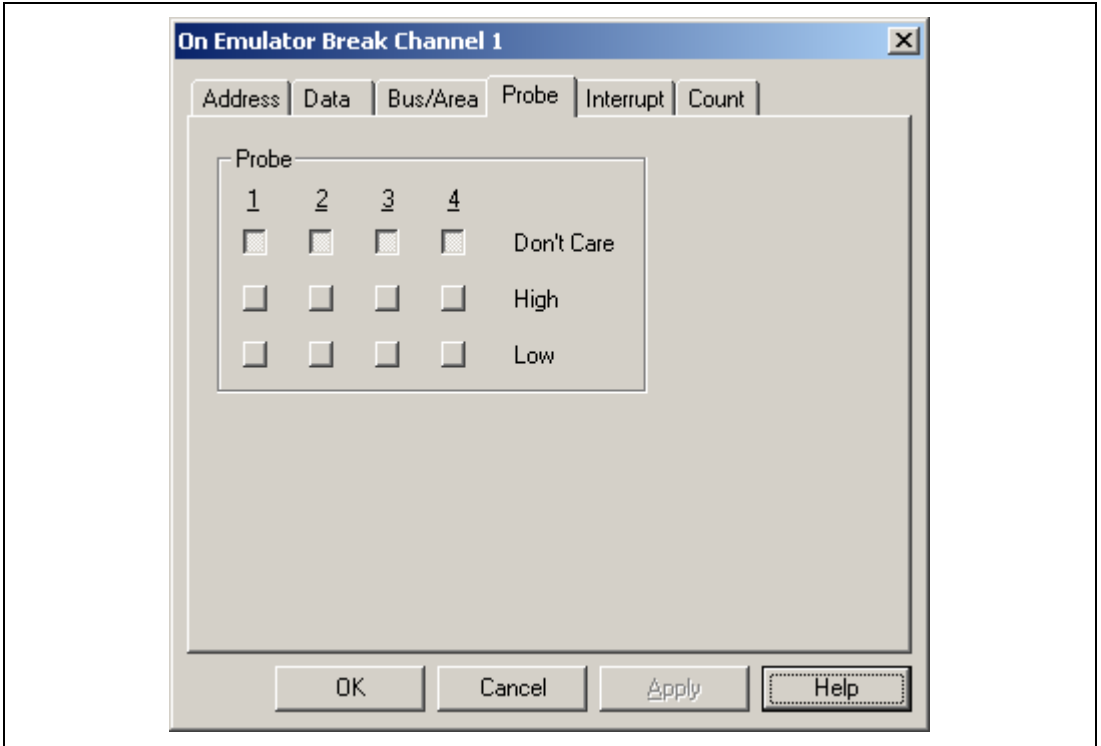 On Emulator Break Channel 1
Address Data Bus/Area Probe Interrupt Count
Probe
1 2 3 4
Don't Care
High
Low
OK Cancel Apply Help